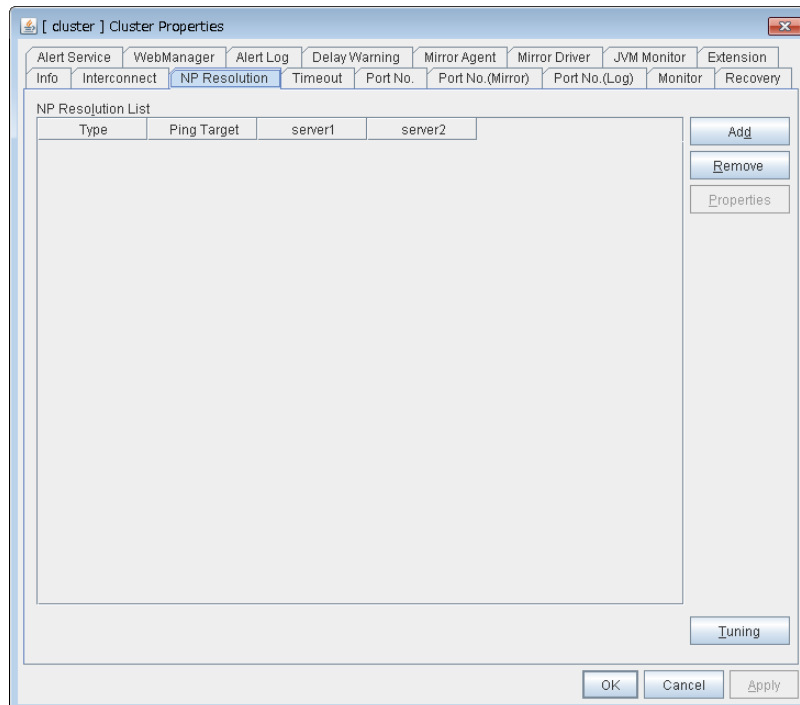 [ cluster ] Cluster Properties
Alert Service WebManager Alert Log Delay Warning Mirror Agent Mirror Driver JVM Monitor Extension
Info Interconnect NP Resolution Timeout Port No. Port No.(Mirror) Port No.(Log) Monitor Recovery
NP Resolution List
Type Ping Target server1 server2
Add
Remove
Properties
Tuning
OK Cancel Apply